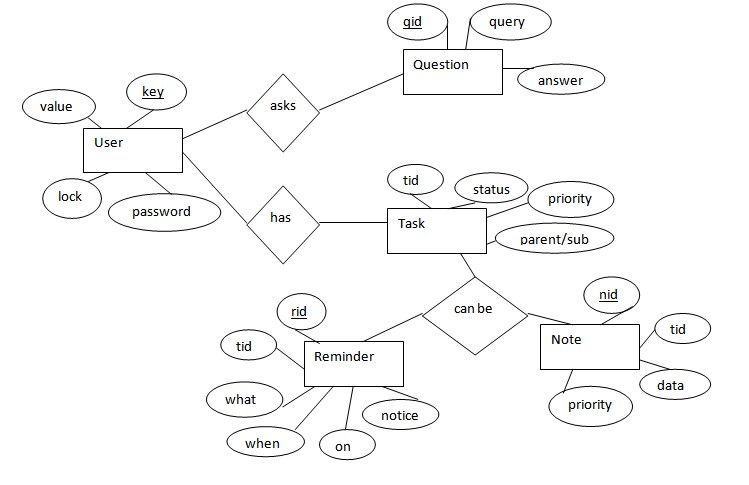 qid
query
Question
answer
key
value
asks
User
lock
password
has
tid
status
priority
Task
parent/sub
can be
nid
rid
tid
Note
tid
Reminder
data
what
priority
notice
when
on